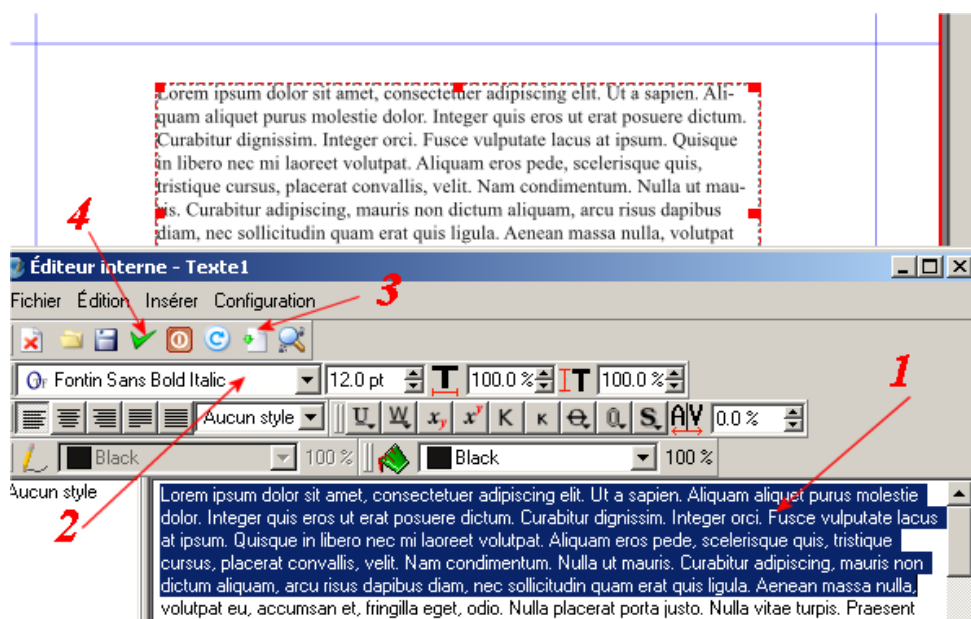 Lorem ipsum dolor sit amet, consectetuer adipiscing elit. Ut a sapien. Ali-
quam aliquet purus molestie dolor. Integer quis eros ut erat posuere dictum.
Curabitur dignissim. Integer orci. Fusce vulputate lacus at ipsum. Quisque
in libero nec mi laoreet volutpat. Aliquam eros pede, scelerisque quis,
tristique cursus, placerat convallis, velit. Nam condimentum. Nulla ut mau-
ris. Curabitur adipiscing, mauris non dictum aliquam, arcu risus dapibus
diam, nec sollicitudin quam erat quis ligula. Aenean massa nulla, volutpat
4
Éditeur interne - Texte1
3
Fichier Édition Insérer Configuration
Fontin Sans Bold Italic 12.0 pt T 100.0 % T 100.0 %
1
Aucun style U W x y x y K K O O S A|V 0.0 %
Black 100 % Black 100 %
Aucun style
2
Lorem ipsum dolor sit amet, consectetuer adipiscing elit. Ut a sapien. Aliquam aliquet purus molestie
dolor. Integer quis eros ut erat posuere dictum. Curabitur dignissim. Integer orci. Fusce vulputate lacus
at ipsum. Quisque in libero nec mi laoreet volutpat. Aliquam eros pede, scelerisque quis, tristique
cursus, placerat convallis, velit. Nam condimentum. Nulla ut mauris. Curabitur adipiscing, mauris non
dictum aliquam, arcu risus dapibus diam, nec sollicitudin quam erat quis ligula. Aenean massa nulla,
volutpat eu, accumsan et, fringilla eget, odio. Nulla placerat porta justo. Nulla vitae turpis. Praesent